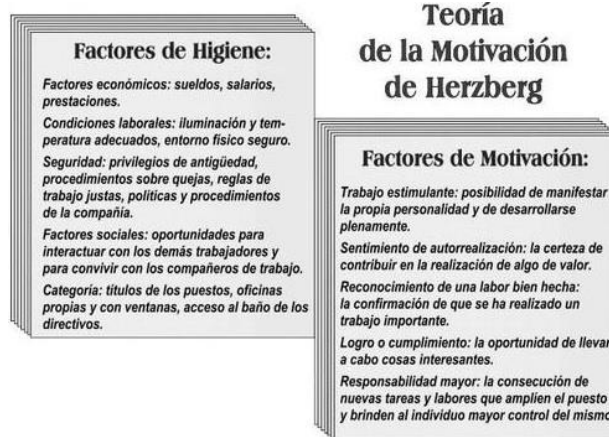 Teoría
de la Motivación
de Herzberg
Factores de Higiene:
Factores económicos: sueldos, salarios,
prestaciones.
Condiciones laborales: iluminación y tem-
peratura adecuados, entorno físico seguro.
Seguridad: privilegios de antigüedad,
procedimientos sobre quejas, reglas de
trabajo justas, políticas y procedimientos
de la compañía.
Factores sociales: oportunidades para
interactuar con los demás trabajadores y
para convivir con los compañeros de trabajo.
Categoría: títulos de los puestos, oficinas
propias y con ventanas, acceso al baño de los
directivos.
Factores de Motivación:
Trabajo estimulante: posibilidad de manifestar
la propia personalidad y de desarrollarse
plenamente.
Sentimiento de autorrealización: la certeza de
contribuir en la realización de algo de valor.
Reconocimiento de una labor bien hecha:
la confirmación de que se ha realizado un
trabajo importante.
Logro o cumplimiento: la oportunidad de llevar
a cabo cosas interesantes.
Responsabilidad mayor: la consecución de
nuevas tareas y labores que amplíen el puesto
y brinden al individuo mayor control del mismo